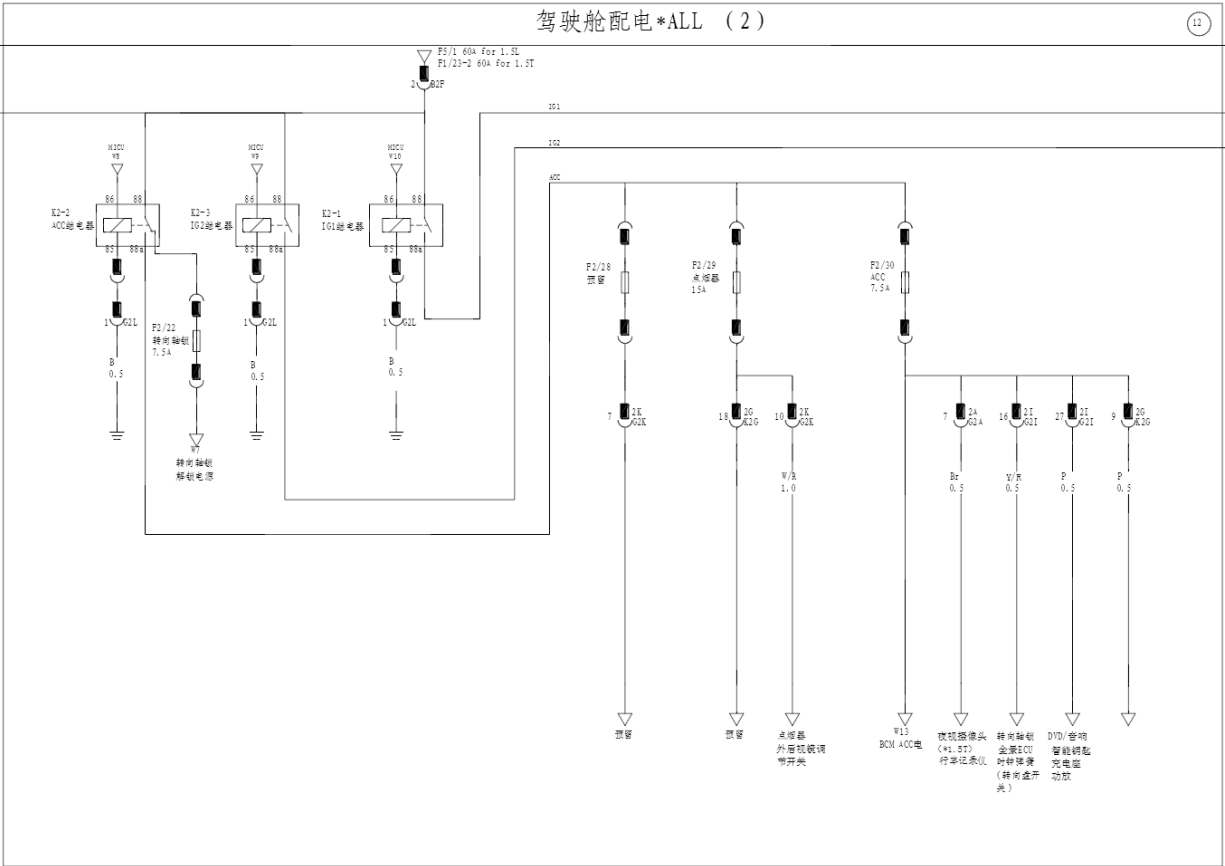 驾驶舱配电*ALL （2）
12
F5/1 60A for 1.5L
F1/23-2 60A for 1.5T
2 B2F
IG1
IG2
ACC
MICU
W8
MICU
W9
MICU
W10
86 88
86 88
86 88
K2-2
ACC继电器
K2-3
IG2继电器
K2-1
IG1继电器
85 88a
85 88a
85 88a
F2/28
预留
F2/29
点烟器
15A
F2/30
ACC
7.5A
1 G2L
1 G2L
1 G2L
F2/22
转向轴锁
7.5A
B
0.5
B
0.5
B
0.5
7 2K
G2K
18 2G
K2G
10 2K
G2K
7 2A
G2A
16 2I
G2I
27 2I
G2I
9 2G
K2G
W7
转向轴锁
解锁电源
W/R
1.0
Br
0.5
Y/R
0.5
P
0.5
P
0.5
预留
预留
点烟器
外后视镜调
节开关
W13
BCM ACC电
夜视摄像头
(*1.5T)
行车记录仪
转向轴锁
全景ECU
时钟弹簧
(转向盘开
关)
DVD/音响
智能钥匙
充电座
功放